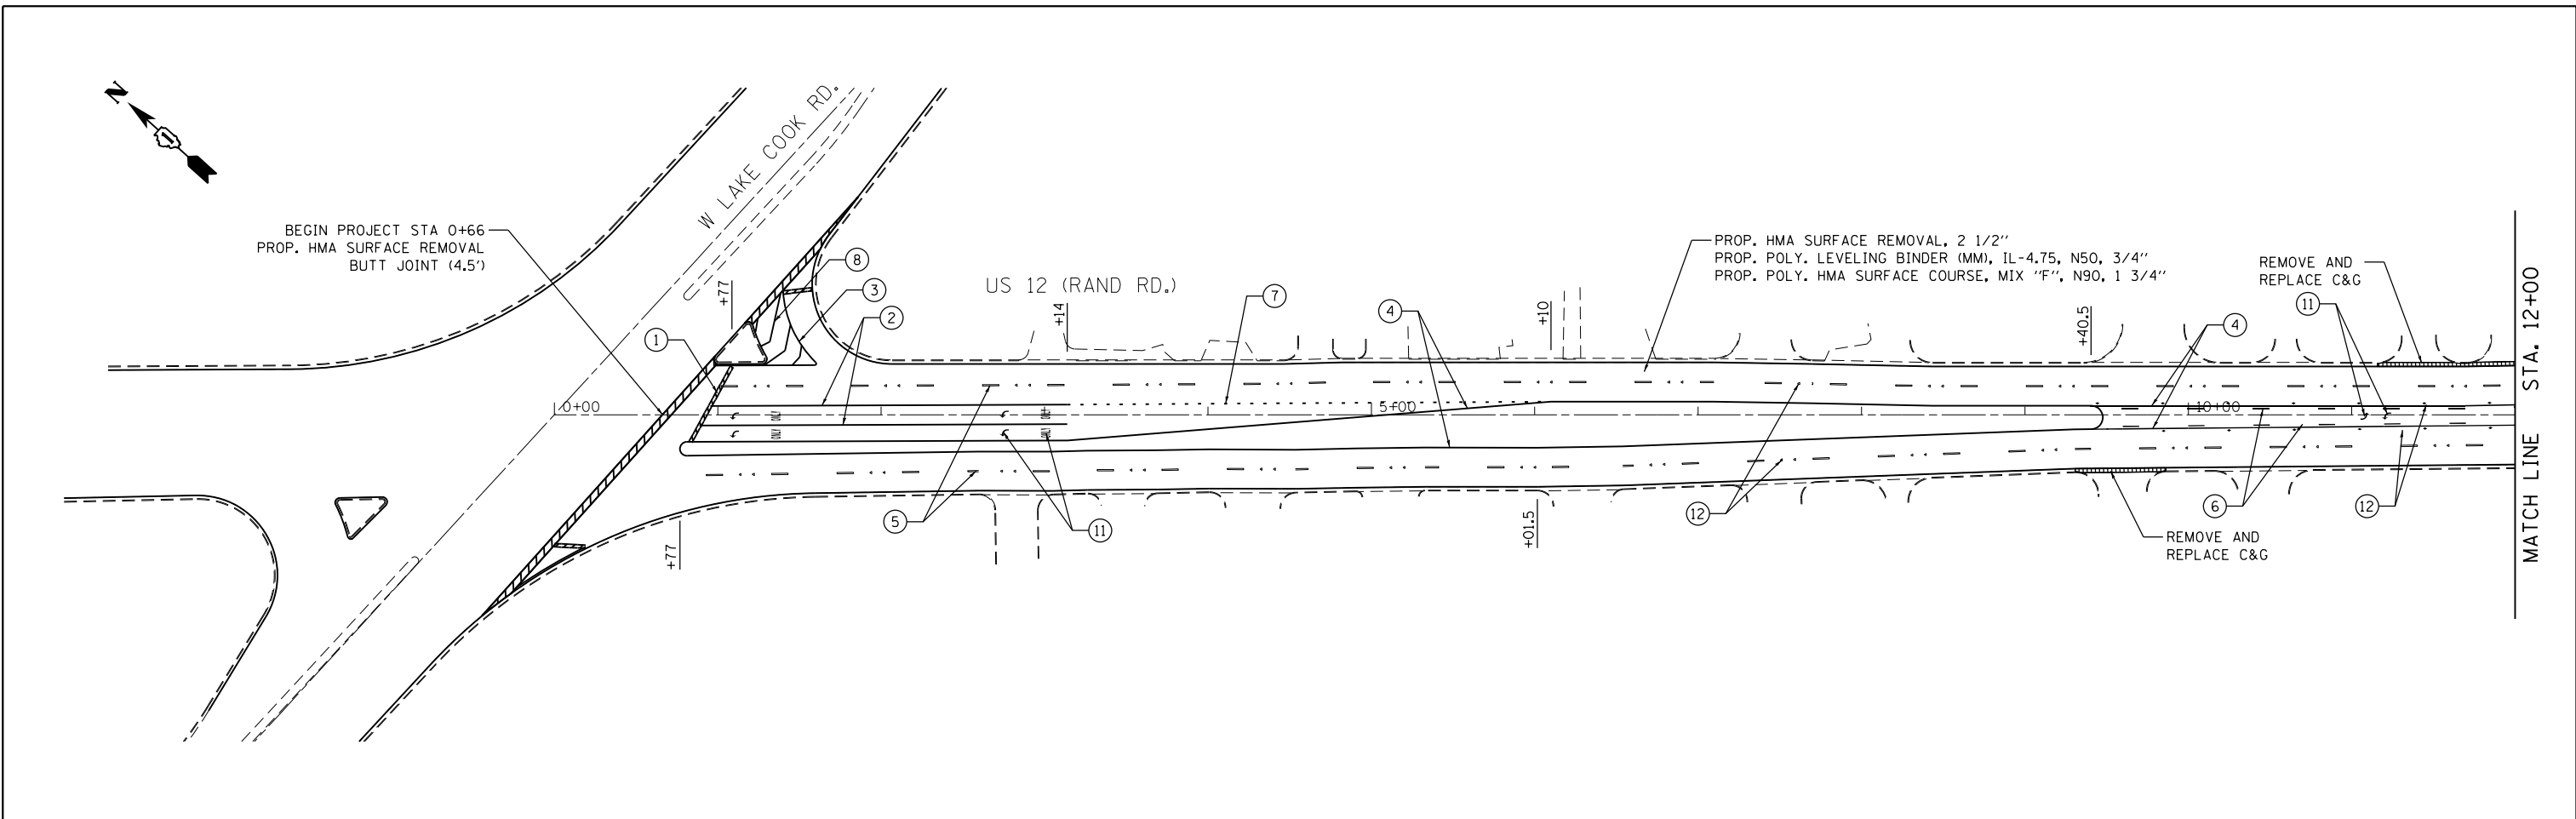 N
1
W LAKE COOK RD.
BEGIN PROJECT STA 0+66
PROP. HMA SURFACE REMOVAL
BUTT JOINT (4.5')
8
3
2
1
+77
US 12 (RAND RD.)
+14
7
4
+10
PROP. HMA SURFACE REMOVAL, 2 1/2"
PROP. POLY. LEVELING BINDER (MM), IL-4.75, N50, 3/4"
PROP. POLY. HMA SURFACE COURSE, MIX "F", N90, 1 3/4"
+40.5
REMOVE AND
REPLACE C&G
11
4
0+00
5+00
10+00
ONLY
ONLY
ONLY
ONLY
+77
5
11
+01.5
12
6
12
REMOVE AND
REPLACE C&G
MATCH LINE STA. 12+00